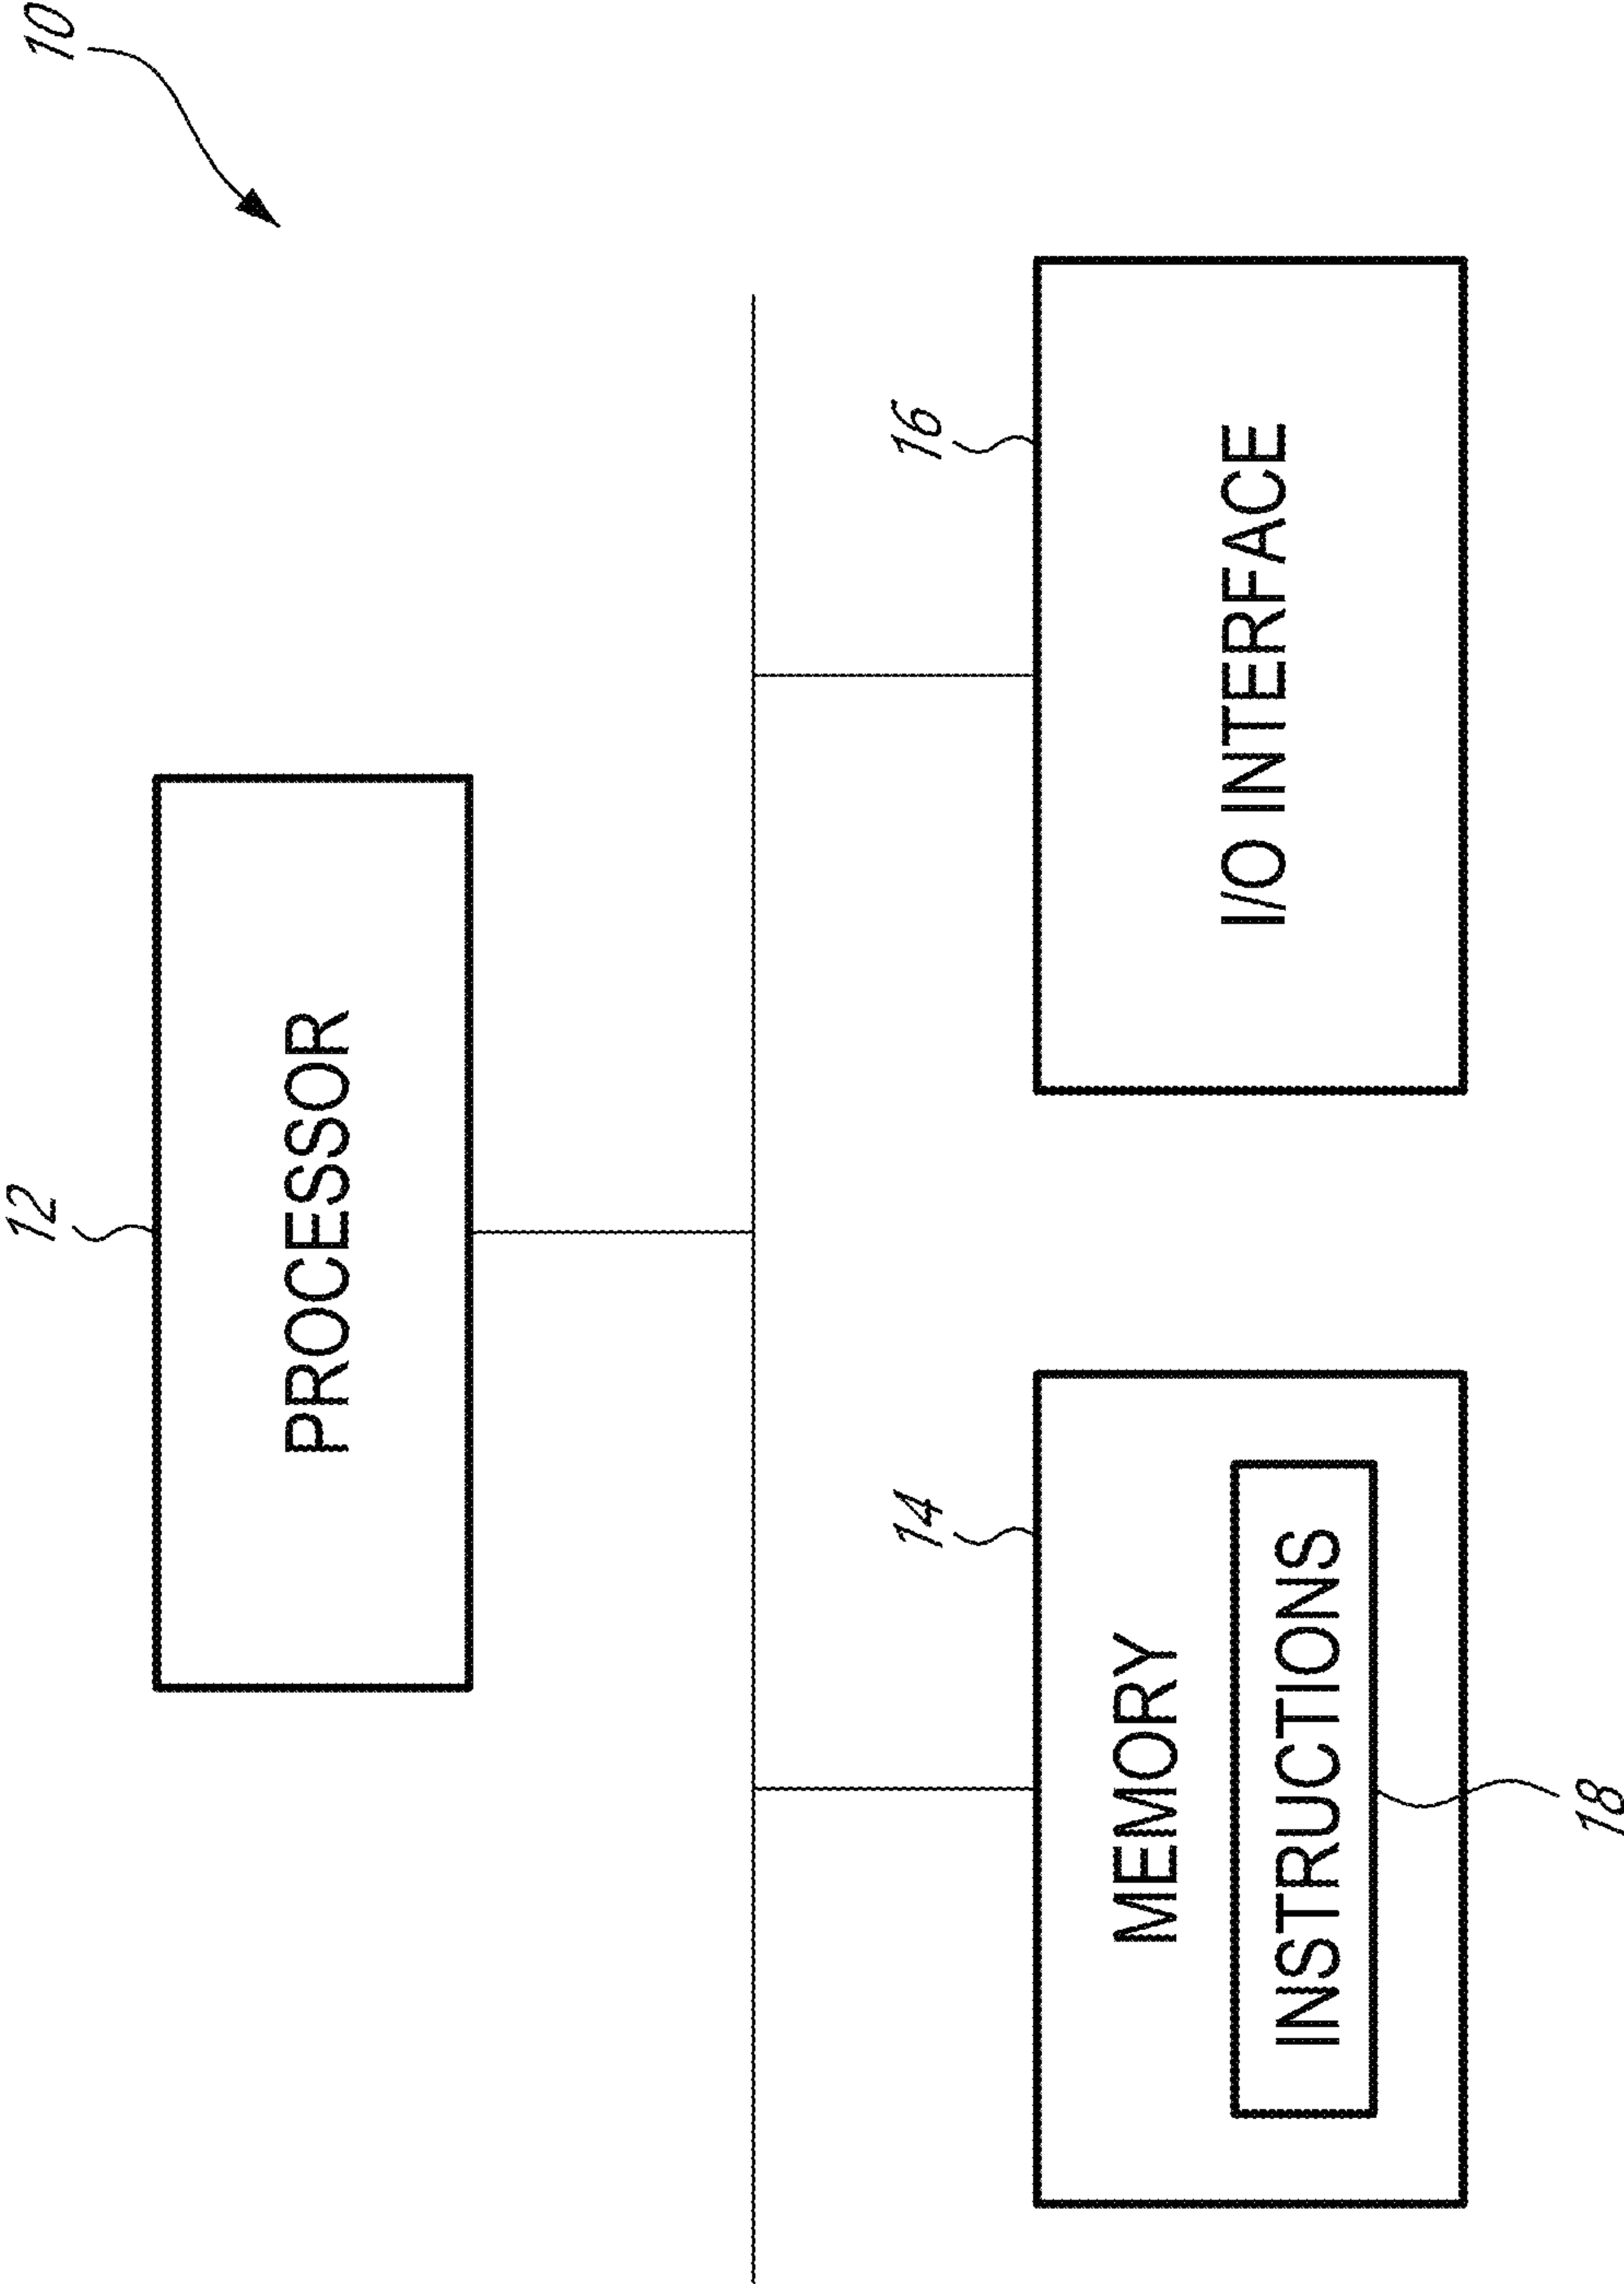 10
12
PROCESSOR
14
16
MEMORY
I/O INTERFACE
INSTRUCTIONS
18